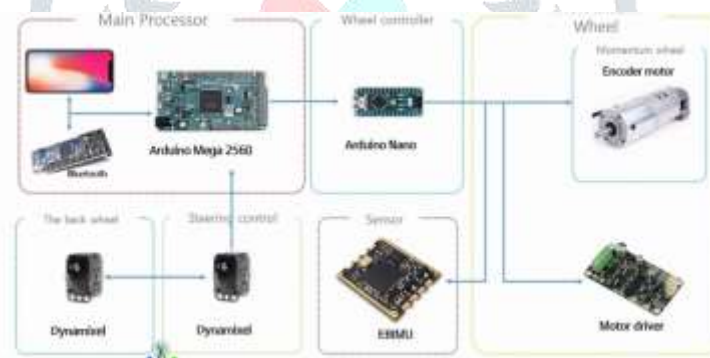 Main Processor
Wheel controller
Wheel
Momentum wheel
Encoder motor
Arduino Mega 2560
Arduino Nano
Bluetooth
The back wheel
Steering control
Sensor
Dynamixel
Dynamixel
EBIMU
Motor driver